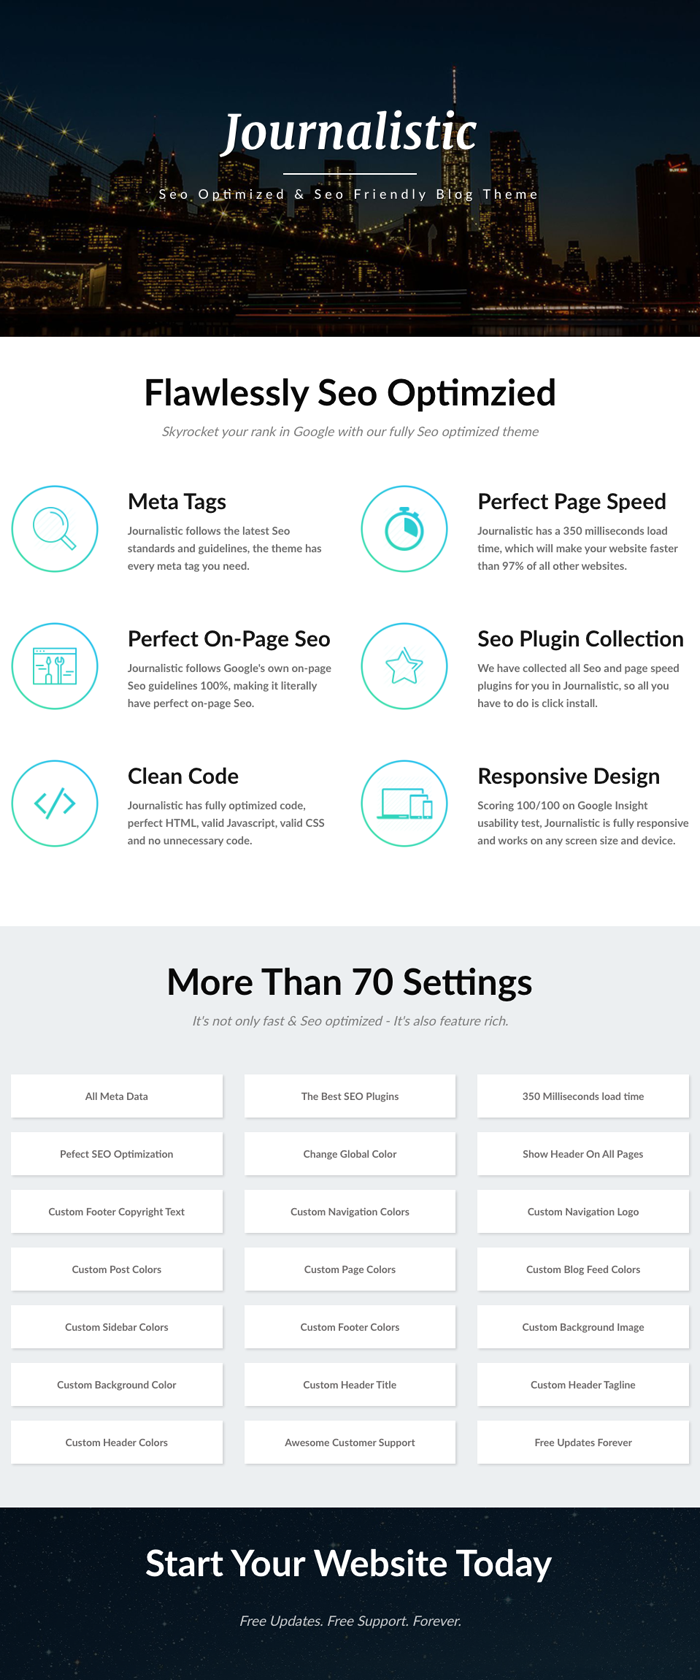 Journalistic
Seo Optimized & Seo Friendly Blog Theme
Flawlessly Seo Optimzied
Skyrocket your rank in Google with our fully Seo optimized theme
Meta Tags
Journalistic follows the latest Seo
standards and guidelines, the theme has
every meta tag you need.
Perfect Page Speed
Journalistic has a 350 milliseconds load
time, which will make your website faster
than 97% of all other websites.
Perfect On-Page Seo
Journalistic follows Google's own on-page
Seo guidelines 100%, making it literally
have perfect on-page Seo.
Seo Plugin Collection
We have collected all Seo and page speed
plugins for you in Journalistic, so all you
have to do is click install.
Clean Code
Journalistic has fully optimized code,
perfect HTML, valid Javascript, valid CSS
and no unnecessary code.
Responsive Design
Scoring 100/100 on Google Insight
usability test, Journalistic is fully responsive
and works on any screen size and device.
More Than 70 Settings
It's not only fast & Seo optimized - It's also feature rich.
All Meta Data
The Best SEO Plugins
350 Milliseconds load time
Pefect SEO Optimization
Change Global Color
Show Header On All Pages
Custom Footer Copyright Text
Custom Navigation Colors
Custom Navigation Logo
Custom Post Colors
Custom Page Colors
Custom Blog Feed Colors
Custom Sidebar Colors
Custom Footer Colors
Custom Background Image
Custom Background Color
Custom Header Title
Custom Header Tagline
Custom Header Colors
Awesome Customer Support
Free Updates Forever
Start Your Website Today
Free Updates. Free Support. Forever.